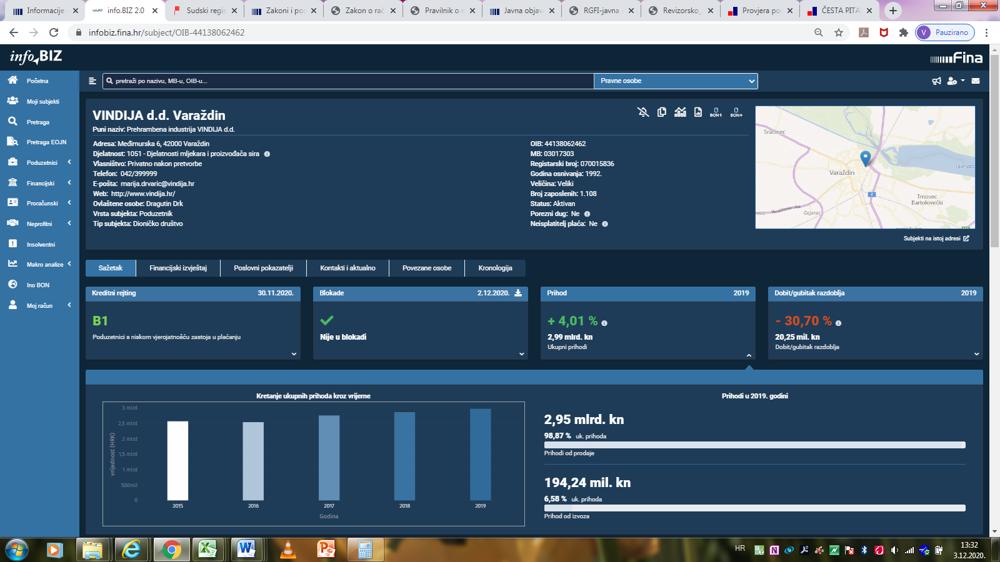 Informacije
info.BIZ 2.0
Sudski regis
Zakoni i po
Zakon o rač
Pravilnik o r
Javna objav
RGFI-javna
Revizorsko_
Provjera po
ČESTA PITA
infobiz.fina.hr/subject/OIB-44138062462
V Pauzirano
info.BIZ
Fina
Početna
Moji subjekti
Pretraga
Pretraga EOJN
Poduzetnici
Financijski
Proračunski
Neprofitni
Insolventni
Makro analize
Ino BON
Moj račun
pretraži po nazivu, MB-u, OIB-u...
Pravne osobe
VINDIJA d.d. Varaždin
BON1
BON+
Puni naziv: Prehrambena industrija VINDIJA d.d.
Adresa: Međimurska 6, 42000 Varaždin
Djelatnost: 1051 - Djelatnosti mljekara i proizvođača sira
Vlasništvo: Privatno nakon pretvorbe
Telefon: 042/399999
E-pošta: marija.drvaric@vindija.hr
Web: http://www.vindija.hr/
Ovlaštene osobe: Dragutin Drk
Vrsta subjekta: Poduzetnik
Tip subjekta: Dioničko društvo
OIB: 44138062462
MB: 03017303
Registarski broj: 070015836
Godina osnivanja: 1992.
Veličina: Veliki
Broj zaposlenih: 1.108
Status: Aktivan
Porezni dug: Ne
Neisplatitelj plaća: Ne
Sračinec
Varaždin
Lake Varaž
2
Trnovec
Bartolovečki
Gojanec
Subjekti na istoj adresi
Sažetak
Financijski izvještaj
Poslovni pokazatelji
Kontakti i aktualno
Povezane osobe
Kronologija
Kreditni rejting 30.11.2020.
B1
Poduzetnici s niskom vjerojatnošću zastoja u plaćanju
Blokade 2.12.2020.
Nije u blokadi
Prihod 2019
+ 4,01 %
2,99 mlrd. kn
Ukupni prihodi
Dobit/gubitak razdoblja 2019
- 30,70 %
20,25 mil. kn
Dobit/gubitak razdoblja
Kretanje ukupnih prihoda kroz vrijeme
vrijednost (HRK)
3 mlrd
2,5 mlrd
2 mlrd
1,5 mlrd
1 mlrd
500mil
0
2015 2016 2017 2018 2019
Godina
Prihodi u 2019. godini
2,95 mlrd. kn
98,87 % uk. prihoda
Prihodi od prodaje
194,24 mil. kn
6,58 % uk. prihoda
Prihod od izvoza
HR
13:32
3.12.2020.